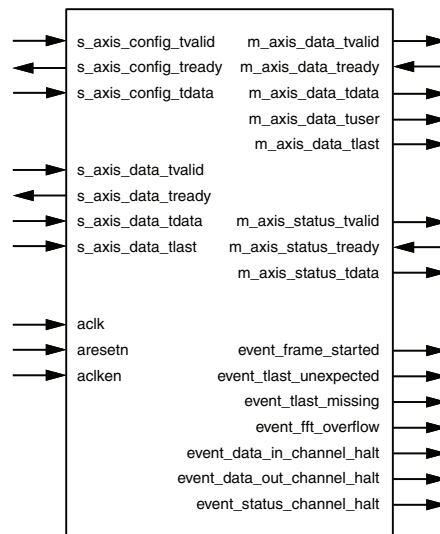 s_axis_config_tvalid
s_axis_config_tready
s_axis_config_tdata
s_axis_data_tvalid
s_axis_data_tready
s_axis_data_tdata
s_axis_data_tlast
aclk
aresetn
aclken
m_axis_data_tvalid
m_axis_data_tready
m_axis_data_tdata
m_axis_data_tuser
m_axis_data_tlast
m_axis_status_tvalid
m_axis_status_tready
m_axis_status_tdata
event_frame_started
event_tlast_unexpected
event_tlast_missing
event_fft_overflow
event_data_in_channel_halt
event_data_out_channel_halt
event_status_channel_halt